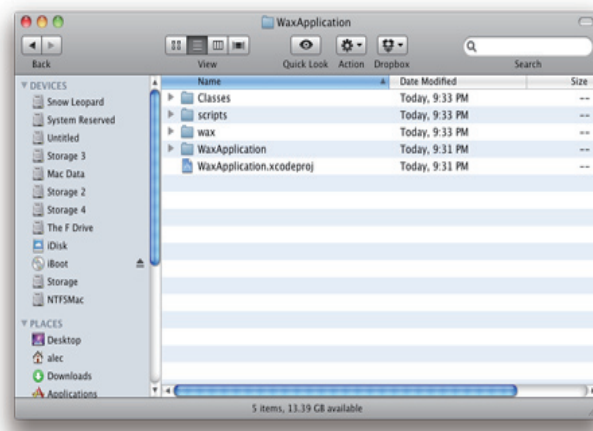 WaxApplication
Back
View
Quick Look
Action
Dropbox
Search
DEVICES
Snow Leopard
System Reserved
Untitled
Storage 3
Mac Data
Storage 2
Storage 4
The F Drive
iDisk
iBoot
Storage
NTFSMac
PLACES
Desktop
alec
Downloads
Applications
Name Date Modified Size
Classes Today, 9:33 PM --
scripts Today, 9:33 PM --
wax Today, 9:33 PM --
WaxApplication Today, 9:31 PM --
WaxApplication.xcodeproj Today, 9:31 PM --
5 items, 13.39 GB available